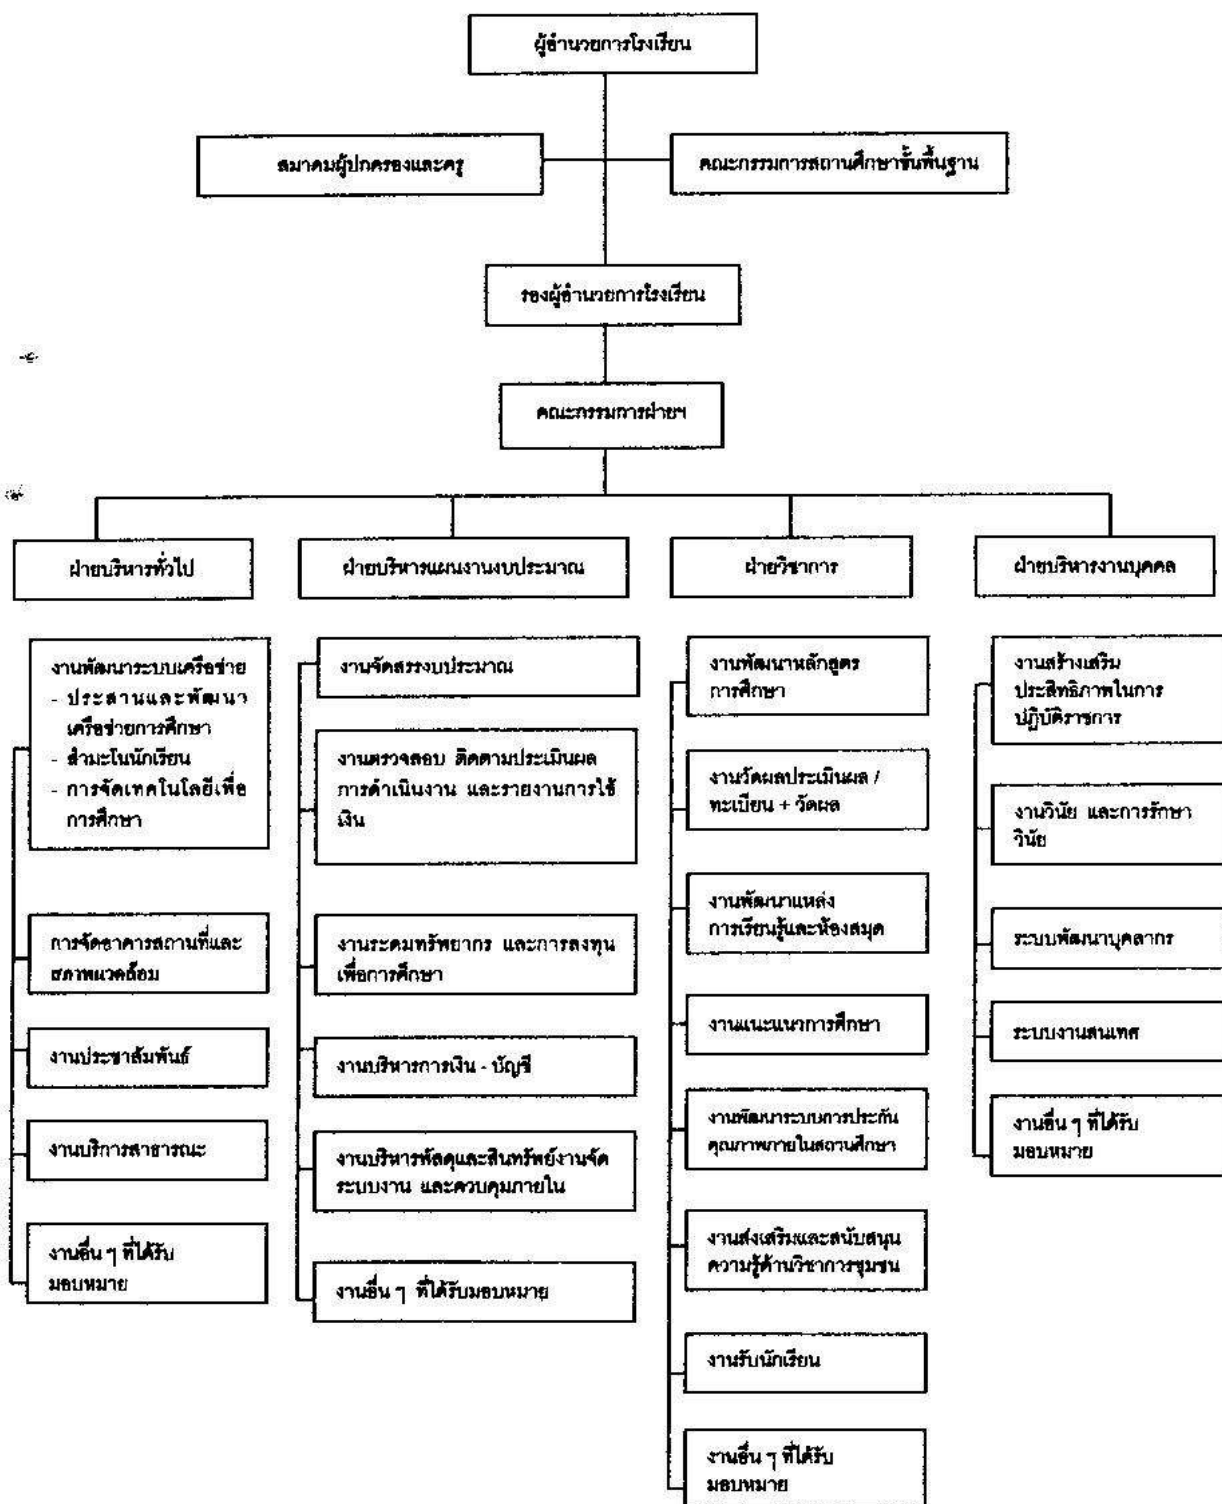 ผู้อำนวยการโรงเรียน
สมาคมผู้ปกครองและครู
คณะกรรมการสถานศึกษาขั้นพื้นฐาน
รองผู้อำนวยการโรงเรียน
คณะกรรมการฝ่ายฯ
ฝ่ายบริหารทั่วไป
ฝ่ายบริหารแผนงานงบประมาณ
ฝ่ายวิชาการ
ฝ่ายบริหารงานบุคคล
งานพัฒนาระบบเครือข่าย
- ประสานและพัฒนา
เครือข่ายการศึกษา
- สำมะโนนักเรียน
- การจัดเทคโนโลยีเพื่อ
การศึกษา
การจัดอาคารสถานที่และ
สภาพแวดล้อม
งานประชาสัมพันธ์
งานบริการสาธารณะ
งานอื่น ๆ ที่ได้รับ
มอบหมาย
งานจัดสรรงบประมาณ
งานตรวจสอบ ติดตามประเมินผล
การดำเนินงาน และรายงานการใช้
เงิน
งานระดมทรัพยากร และการลงทุน
เพื่อการศึกษา
งานบริหารการเงิน - บัญชี
งานบริหารพัสดุและสินทรัพย์งานจัด
ระบบงาน และควบคุมภายใน
งานอื่น ๆ ที่ได้รับมอบหมาย
งานพัฒนาหลักสูตร
การศึกษา
งานวัดผลประเมินผล /
ทะเบียน + วัดผล
งานพัฒนาแหล่ง
การเรียนรู้และห้องสมุด
งานแนะแนวการศึกษา
งานพัฒนาระบบการประกัน
คุณภาพภายในสถานศึกษา
งานส่งเสริมและสนับสนุน
ความรู้ด้านวิชาการชุมชน
งานรับนักเรียน
งานอื่น ๆ ที่ได้รับ
มอบหมาย
งานสร้างเสริม
ประสิทธิภาพในการ
ปฏิบัติราชการ
งานวินัย และการรักษา
วินัย
ระบบพัฒนาบุคลากร
ระบบงานสนเทศ
งานอื่น ๆ ที่ได้รับ
มอบหมาย